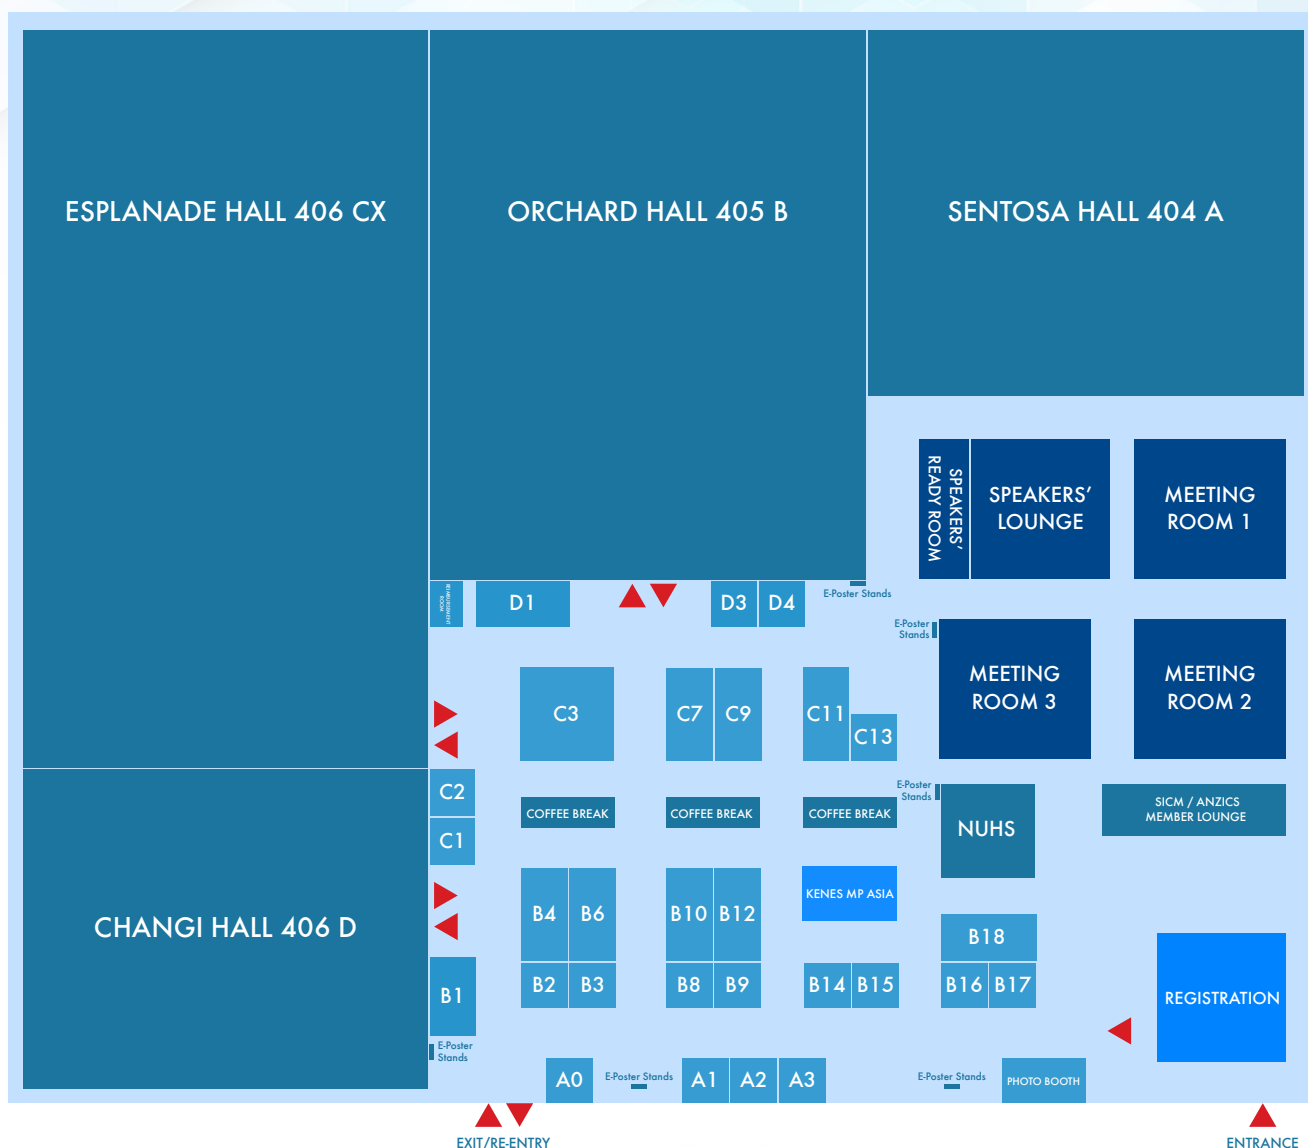 ESPLANADE HALL 406 CX
ORCHARD HALL 405 B
SENTOSA HALL 404 A
SPEAKERS'
READY ROOM
SPEAKERS'
LOUNGE
MEETING
ROOM 1
REIMBURSEMENT
ROOM
D1
D3
D4
E-Poster Stands
E-Poster
Stands
MEETING
ROOM 3
MEETING
ROOM 2
C3
C7
C9
C11
C13
C2
C1
COFFEE BREAK
COFFEE BREAK
COFFEE BREAK
E-Poster
Stands
NUHS
SICM / ANZICS
MEMBER LOUNGE
CHANGI HALL 406 D
B4
B6
B10
B12
KENES MP ASIA
B18
B1
B2
B3
B8
B9
B14
B15
B16
B17
REGISTRATION
E-Poster
Stands
A0
E-Poster Stands
A1
A2
A3
E-Poster Stands
PHOTO BOOTH
EXIT/RE-ENTRY
ENTRANCE